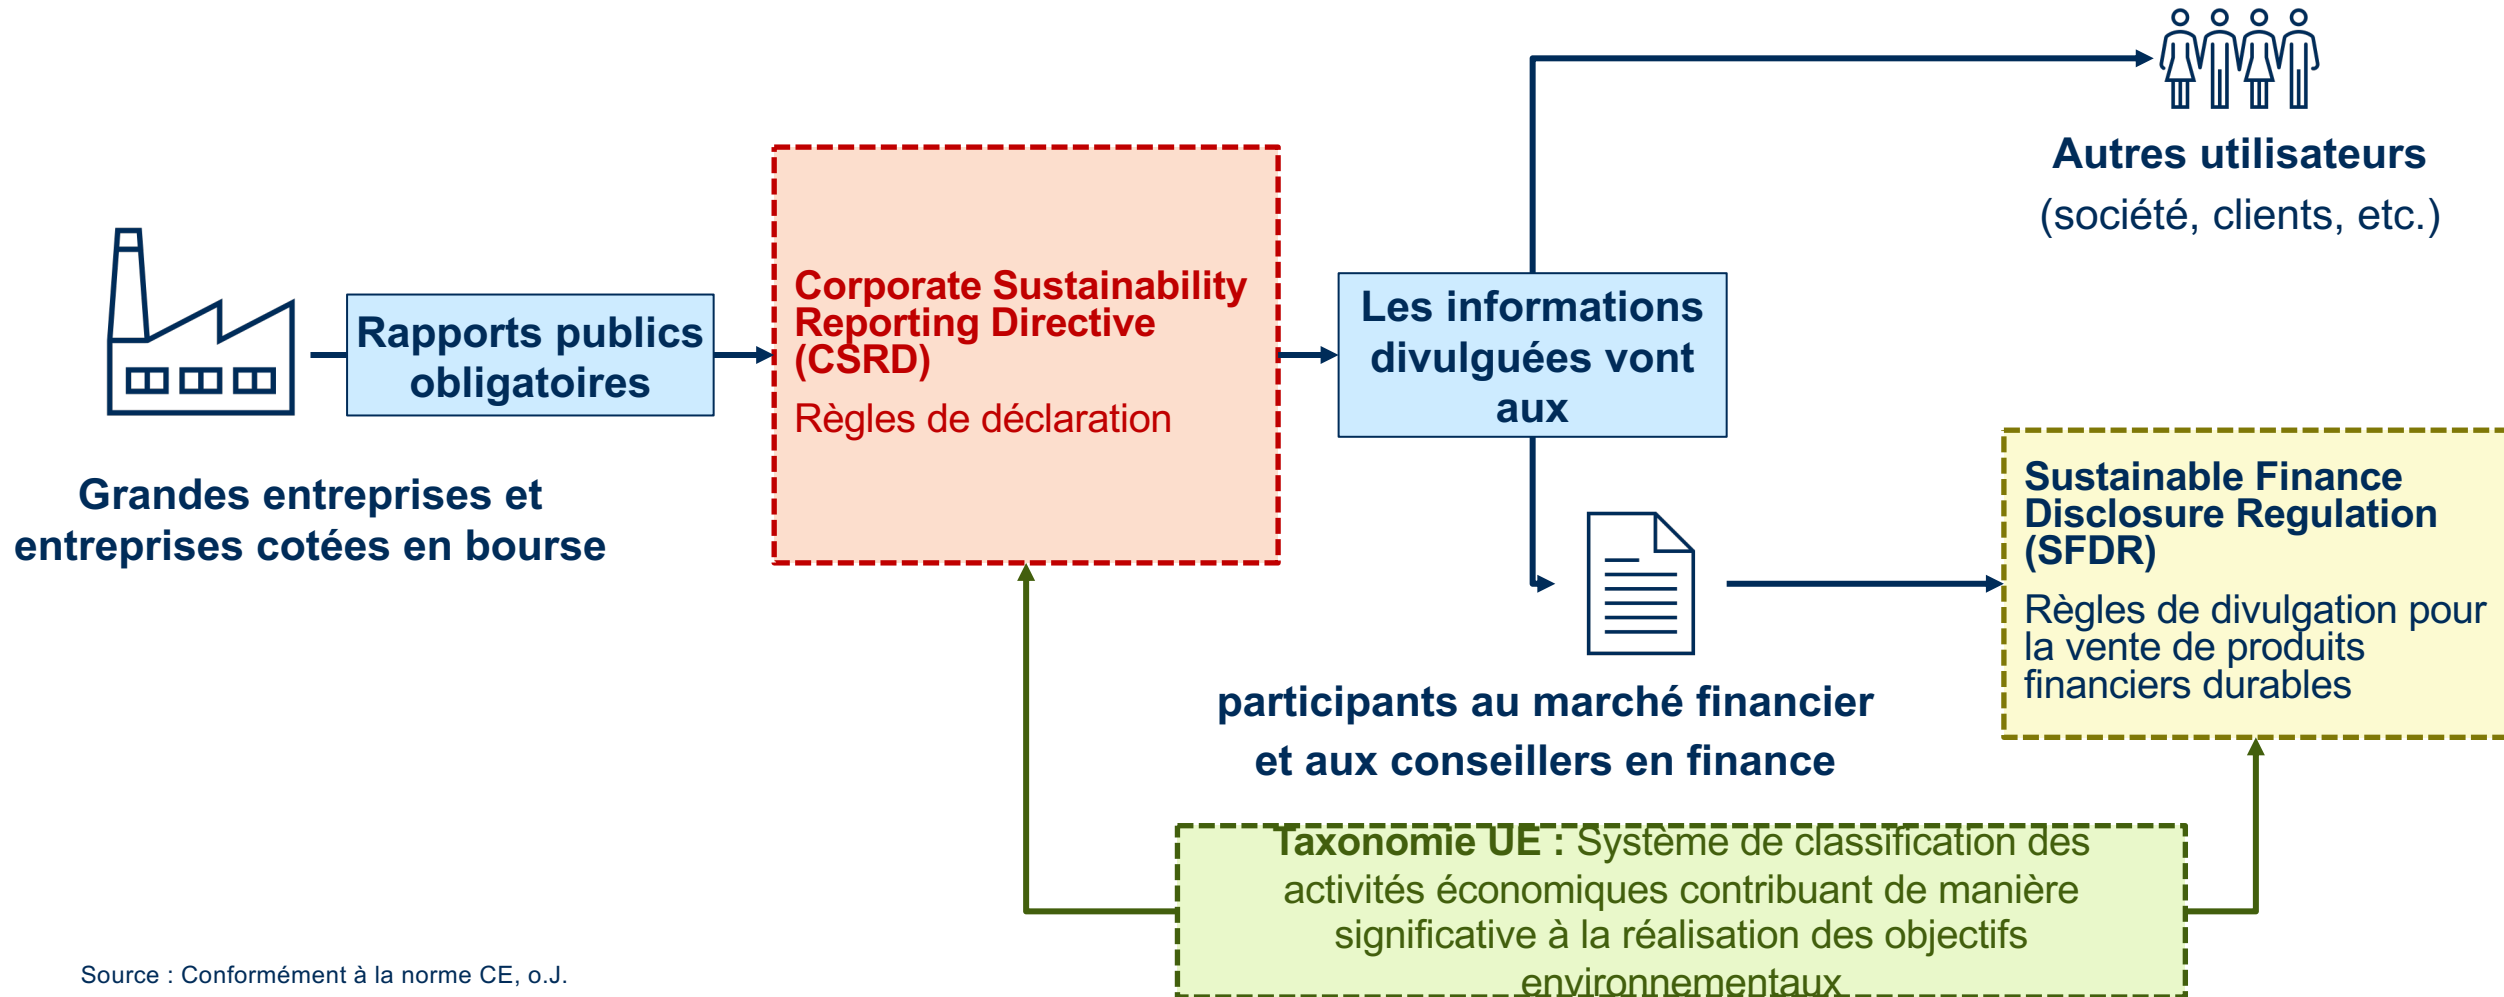 Autres utilisateurs
(société, clients, etc.)
Rapports publics
obligatoires
Grandes entreprises et
entreprises cotées en bourse
Corporate Sustainability
Reporting Directive
(CSRD)
Règles de déclaration
Les informations
divulguées vont
aux
participants au marché financier
et aux conseillers en finance
Sustainable Finance
Disclosure Regulation
(SFDR)
Règles de divulgation pour
la vente de produits
financiers durables
Taxonomie UE : Système de classification des
activités économiques contribuant de manière
significative à la réalisation des objectifs
environnementaux
Source : Conformément à la norme CE, o.J.